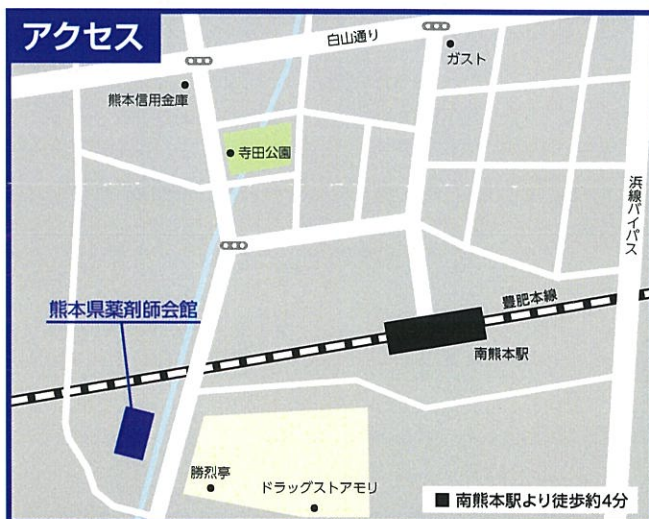 アクセス
白山通り
ガスト
熊本信用金庫
寺田公園
浜線バイパス
熊本県薬剤師会館
豊肥本線
南熊本駅
勝烈亭
ドラッグストアモリ
■ 南熊本駅より徒歩約4分